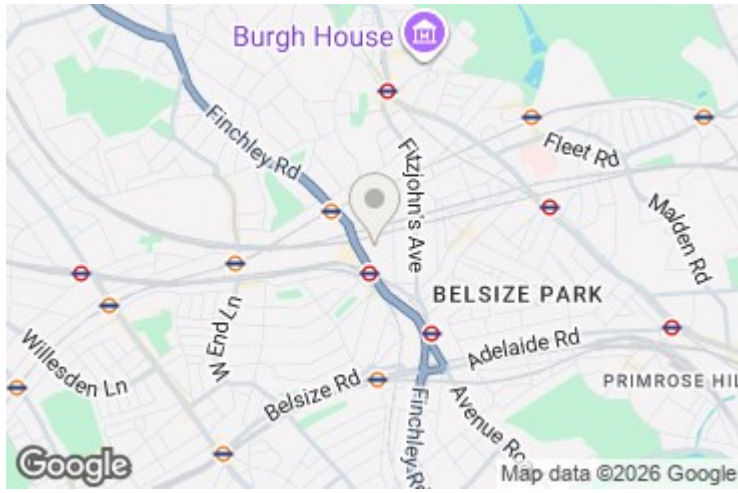 Burgh House
Finchley Rd
Fitzjohn's Ave
Fleet Rd
Malden Rd
BELSIZE PARK
W End Ln
Adelaide Rd
Willesden Ln
Belsize Rd
PRIMROSE HIL
Finchley Rd
Avenue Rd
Google
Map data ©2026 Google